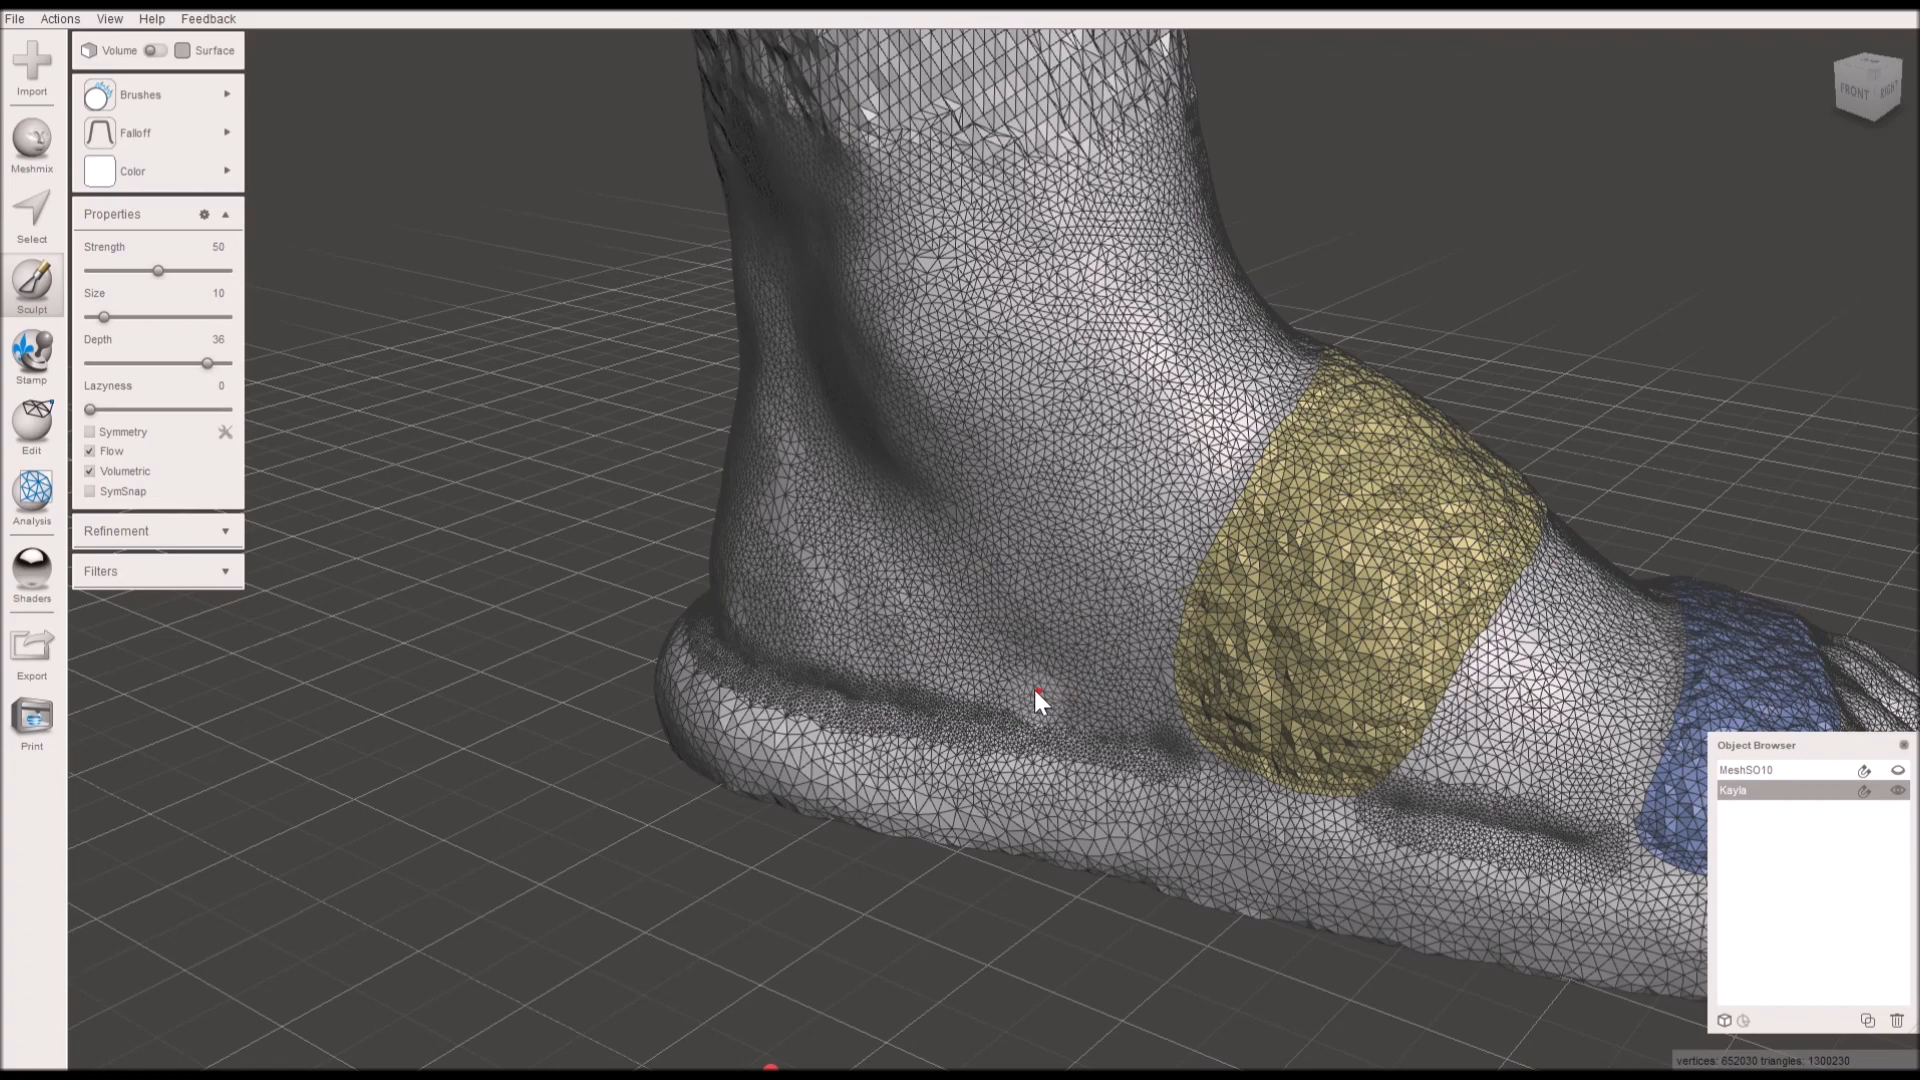 File Actions View Help Feedback
Import
Meshmix
Select
Sculpt
Stamp
Edit
Analysis
Shaders
Export
Print
Volume Surface
Brushes
Falloff
Color
Properties
Strength 50
Size 10
Depth 36
Lazyness 0
Symmetry
Flow
Volumetric
SymSnap
Refinement
Filters
FRONT RIGHT
Object Browser
MeshSO10
Kayla
vertices: 652030 triangles: 1300230